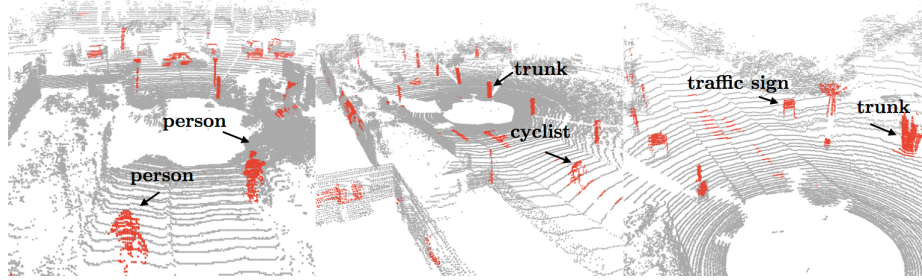 person
person
trunk
cyclist
traffic sign
trunk